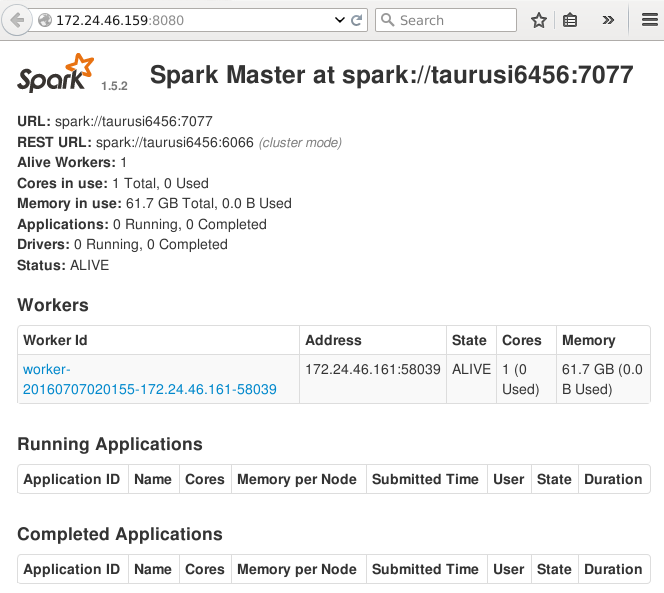 172.24.46.159:8080
Search
Spark 1.5.2 Spark Master at spark://taurusi6456:7077
URL: spark://taurusi6456:7077
REST URL: spark://taurusi6456:6066 (cluster mode)
Alive Workers: 1
Cores in use: 1 Total, 0 Used
Memory in use: 61.7 GB Total, 0.0 B Used
Applications: 0 Running, 0 Completed
Drivers: 0 Running, 0 Completed
Status: ALIVE
Workers
Worker Id Address State Cores Memory
worker-
20160707020155-172.24.46.161-58039
172.24.46.161:58039
ALIVE
1 (0
Used)
61.7 GB (0.0
B Used)
Running Applications
Application ID Name Cores Memory per Node Submitted Time User State Duration
Completed Applications
Application ID Name Cores Memory per Node Submitted Time User State Duration